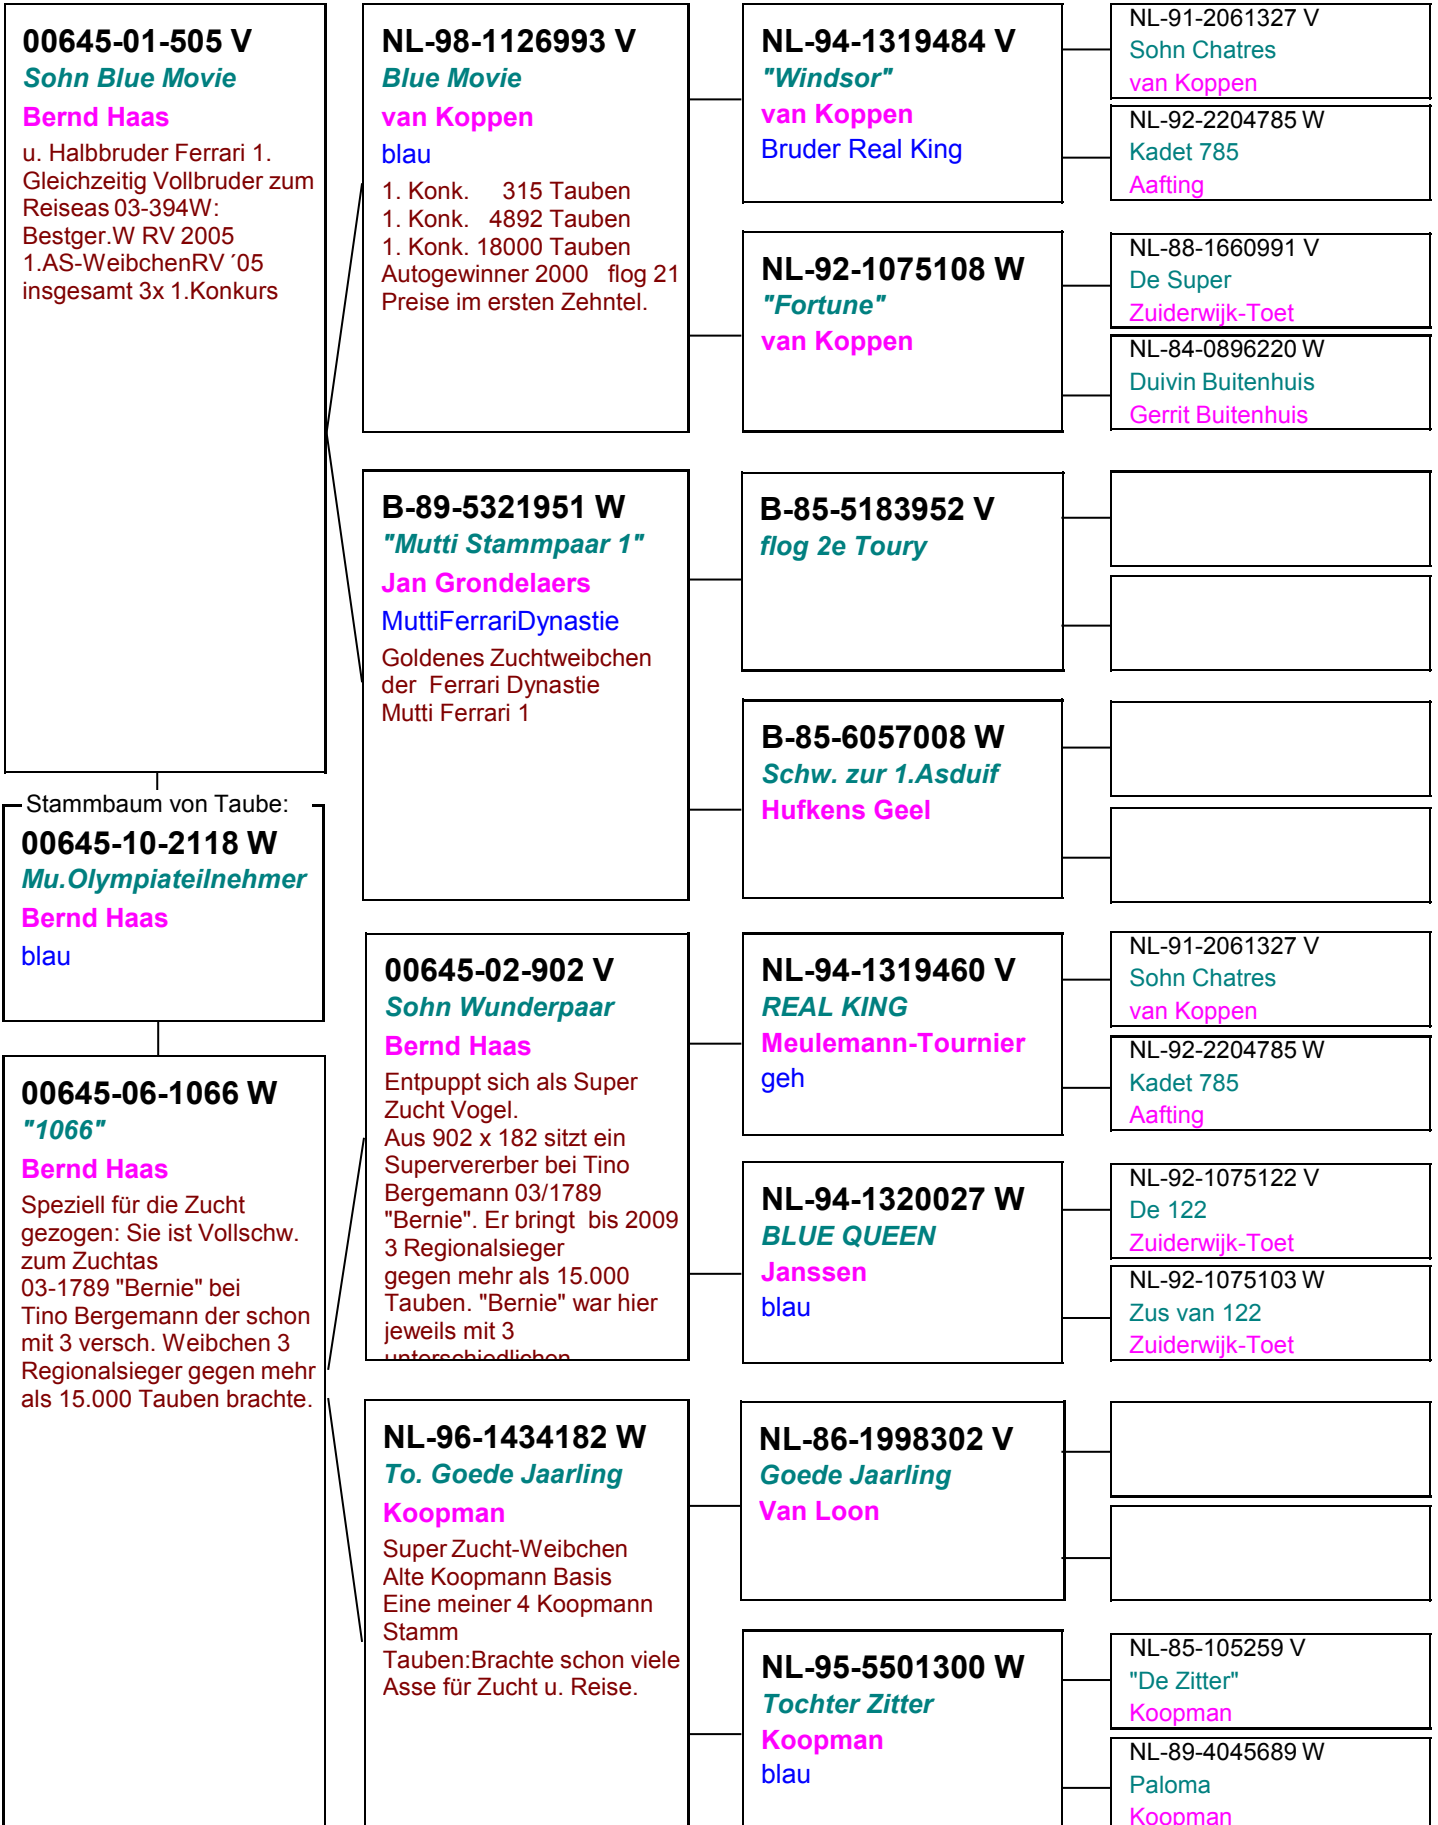 00645-01-505 V
Sohn Blue Movie
Bernd Haas
u. Halbbruder Ferrari 1.
Gleichzeitig Vollbruder zum
Reiseas 03-394W:
Bestger.W RV 2005
1.AS-WeibchenRV ´05
insgesamt 3x 1.Konkurs
Stammbaum von Taube:
00645-10-2118 W
Mu.Olympiateilnehmer
Bernd Haas
blau
00645-06-1066 W
"1066"
Bernd Haas
Speziell für die Zucht
gezogen: Sie ist Vollschw.
zum Zuchtas
03-1789 "Bernie" bei
Tino Bergemann der schon
mit 3 versch. Weibchen 3
Regionalsieger gegen mehr
als 15.000 Tauben brachte.
NL-98-1126993 V
Blue Movie
van Koppen
blau
1. Konk. 315 Tauben
1. Konk. 4892 Tauben
1. Konk. 18000 Tauben
Autogewinner 2000 flog 21
Preise im ersten Zehntel.
B-89-5321951 W
"Mutti Stammpaar 1"
Jan Grondelaers
MuttiFerrariDynastie
Goldenes Zuchtweibchen
der Ferrari Dynastie
Mutti Ferrari 1
00645-02-902 V
Sohn Wunderpaar
Bernd Haas
Entpuppt sich als Super
Zucht Vogel.
Aus 902 x 182 sitzt ein
Supervererber bei Tino
Bergemann 03/1789
"Bernie". Er bringt bis 2009
3 Regionalsieger
gegen mehr als 15.000
Tauben. "Bernie" war hier
jeweils mit 3
unterschiedlichen
NL-96-1434182 W
To. Goede Jaarling
Koopman
Super Zucht-Weibchen
Alte Koopmann Basis
Eine meiner 4 Koopmann
Stamm
Tauben:Brachte schon viele
Asse für Zucht u. Reise.
NL-94-1319484 V
"Windsor"
van Koppen
Bruder Real King
NL-92-1075108 W
"Fortune"
van Koppen
B-85-5183952 V
flog 2e Toury
B-85-6057008 W
Schw. zur 1.Asduif
Hufkens Geel
NL-94-1319460 V
REAL KING
Meulemann-Tournier
geh
NL-94-1320027 W
BLUE QUEEN
Janssen
blau
NL-86-1998302 V
Goede Jaarling
Van Loon
NL-95-5501300 W
Tochter Zitter
Koopman
blau
NL-91-2061327 V
Sohn Chatres
van Koppen
NL-92-2204785 W
Kadet 785
Aafting
NL-88-1660991 V
De Super
Zuiderwijk-Toet
NL-84-0896220 W
Duivin Buitenhuis
Gerrit Buitenhuis
NL-91-2061327 V
Sohn Chatres
van Koppen
NL-92-2204785 W
Kadet 785
Aafting
NL-92-1075122 V
De 122
Zuiderwijk-Toet
NL-92-1075103 W
Zus van 122
Zuiderwijk-Toet
NL-85-105259 V
"De Zitter"
Koopman
NL-89-4045689 W
Paloma
Koopman